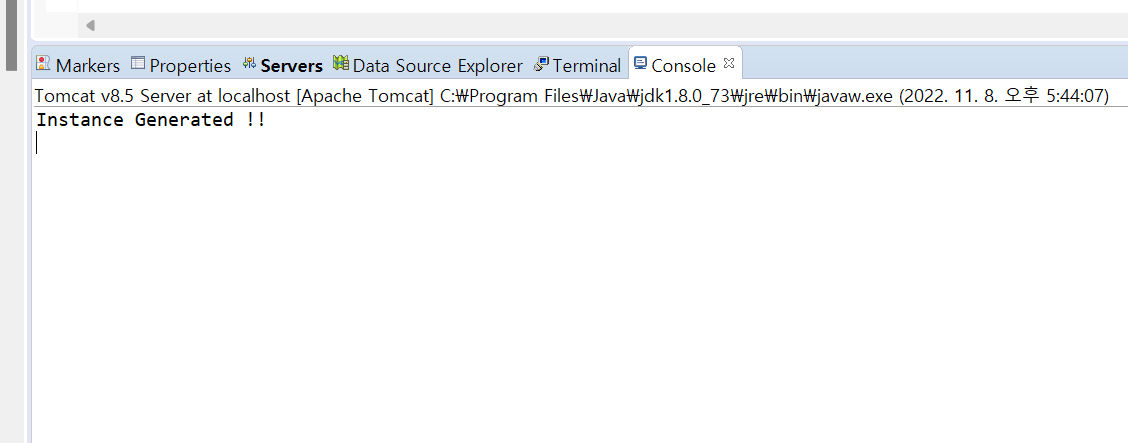 Markers Properties Servers Data Source Explorer Terminal Console
Tomcat v8.5 Server at localhost [Apache Tomcat] C:₩Program Files₩Java₩jdk1.8.0_73₩jre₩bin₩javaw.exe (2022. 11. 8. 오후 5:44:07)
Instance Generated !!